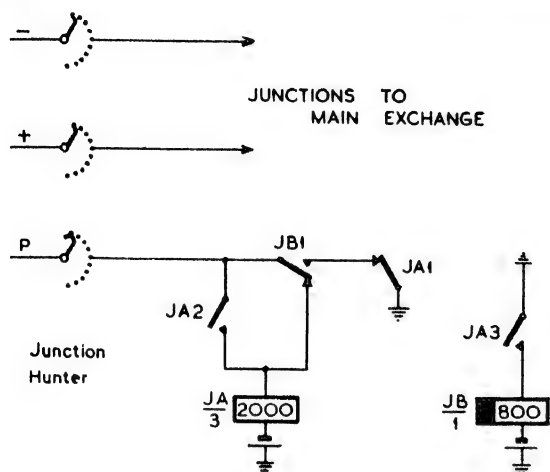 −
JUNCTIONS TO
MAIN EXCHANGE
+
P
JB1
JA1
JA2
JA3
Junction
Hunter
JA
3
2000
JB
1
800